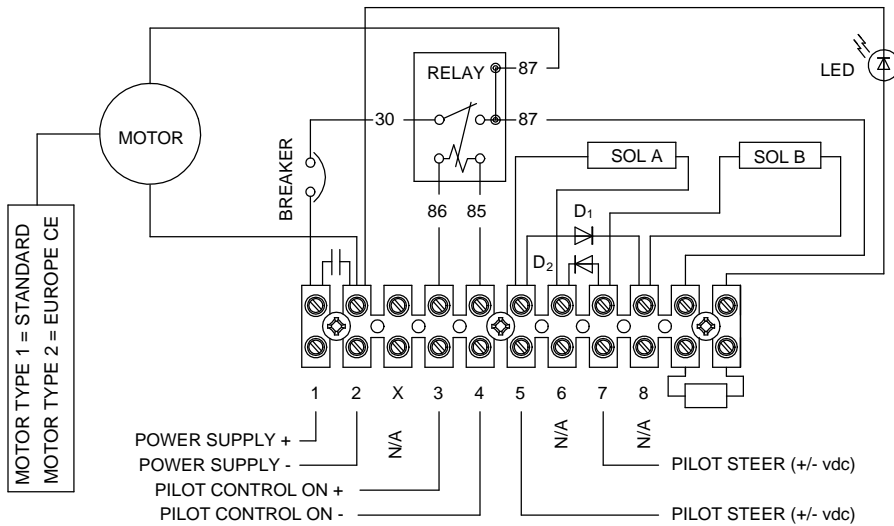 RELAY
87
LED
MOTOR
30
87
BREAKER
SOL A
SOL B
86
85
D1
D2
MOTOR TYPE 1 = STANDARD
MOTOR TYPE 2 = EUROPE CE
1 2 X 3 4 5 6 7 8
N/A
N/A
N/A
POWER SUPPLY +
POWER SUPPLY -
PILOT STEER (+/- vdc)
PILOT CONTROL ON +
PILOT CONTROL ON -
PILOT STEER (+/- vdc)